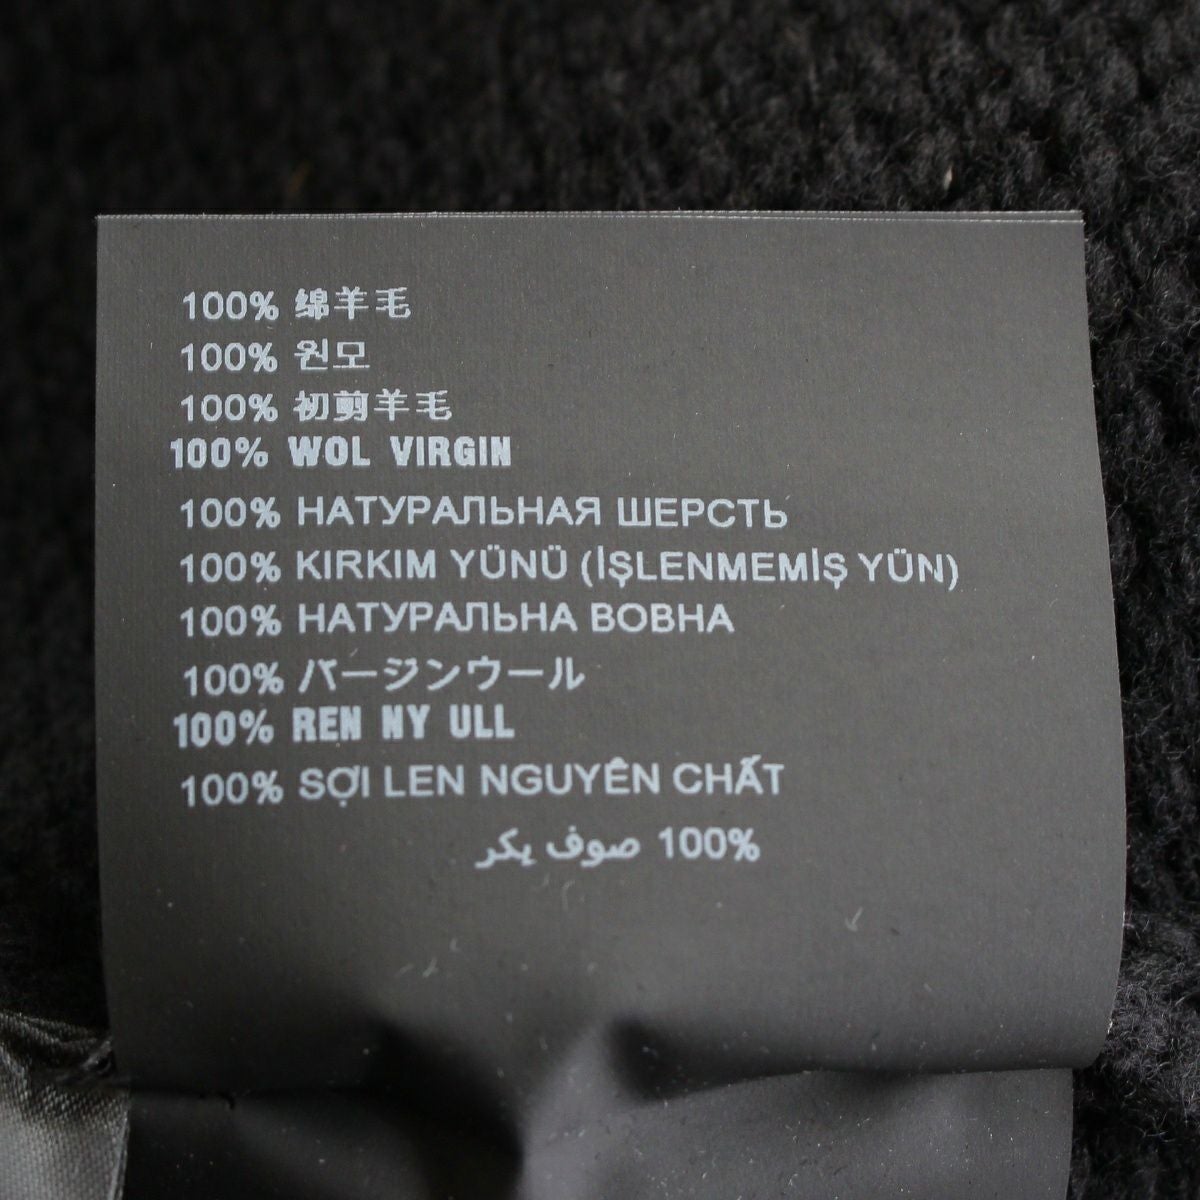 100% 绵羊毛
100% 원모
100% 初剪羊毛
100% WOL VIRGIN
100% НАТУРАЛЬНАЯ ШЕРСТЬ
100% KIRKIM YÜNÜ (İŞLENMEMİŞ YÜN)
100% НАТУРАЛЬНА ВОВНА
100% バージンウール
100% REN NY ULL
100% SỢI LEN NGUYÊN CHẤT
100% صوف يكر